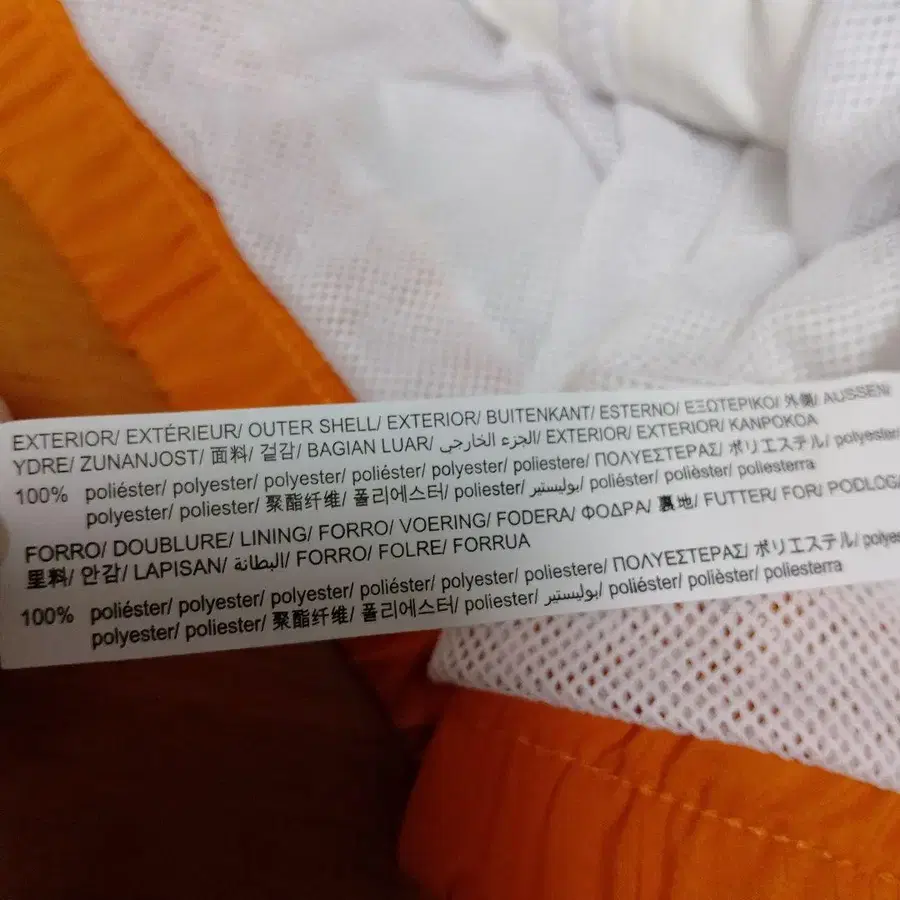 EXTERIOR/ EXTÉRIEUR/ OUTER SHELL/ EXTERIOR/ BUITENKANT/ ESTERNO/ ΕΞΩΤΕΡΙΚΟ/ 外側/ AUSSEN/
YDRE/ ZUNANJOST/ 面料/ 겉감/ BAGIAN LUAR/ الجزء الخارجي/ EXTERIOR/ EXTERIOR/ KANPOKOA
100% poliéster/ polyester/ polyester/ polyester/ poliéster/ polyester/ poliestere/ ΠΟΛΥΕΣΤΕΡΑΣ/ ポリエステル/ polyester/
polyester/ poliester/ 聚酯纤维/ 폴리에스터/ poliester/ بوليستير/ poliéster/ polièster/ poliesterra
FORRO/ DOUBLURE/ LINING/ FORRO/ VOERING/ FODERA/ ΦΟΔΡΑ/ 裏地/ FUTTER/ FOR/ PODLOGA/
里料/ 안감/ LAPISAN/ البطانة/ FORRO/ FOLRE/ FORRUA
100% poliéster/ polyester/ polyester/ polyester/ poliéster/ polyester/ poliestere/ ΠΟΛΥΕΣΤΕΡΑΣ/ ポリエステル/
polyester/ poliester/ 聚酯纤维/ 폴리에스터/ poliester/ بوليستير/ poliéster/ polièster/ poliesterra